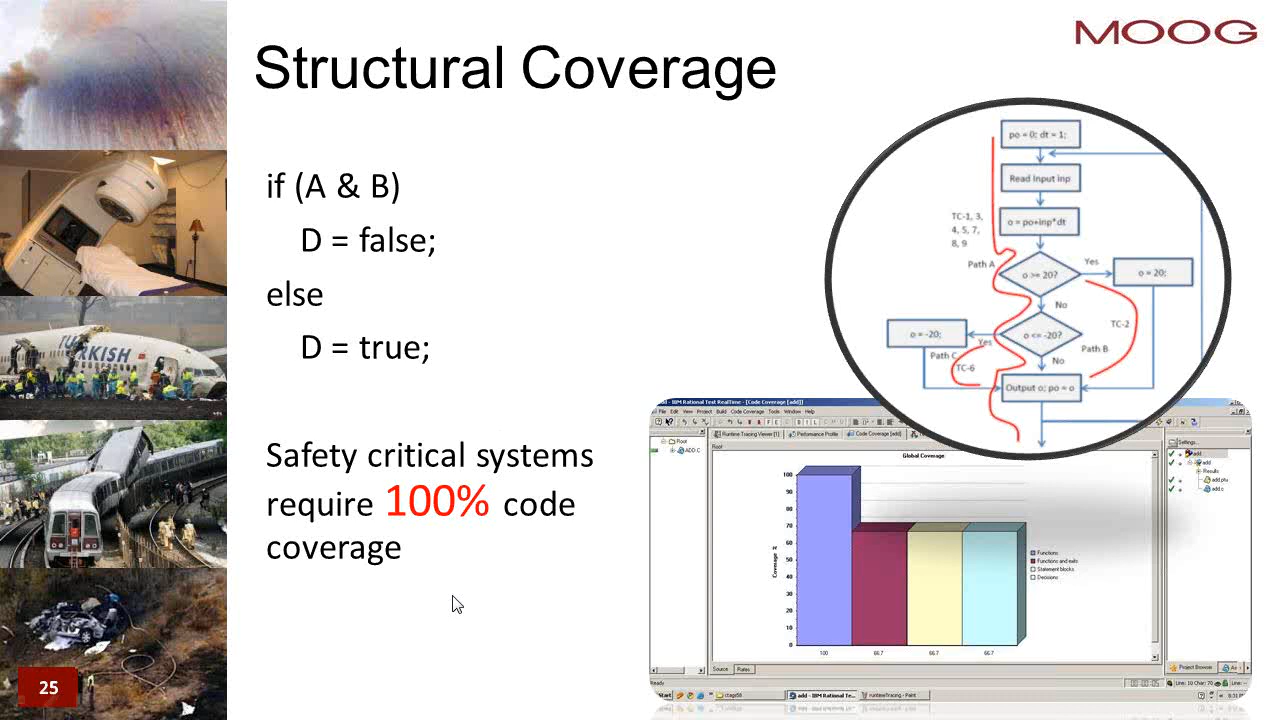 MOOG
Structural Coverage
if (A & B)
D = false;
else
D = true;
Safety critical systems
require 100% code
coverage
25
TURKISH
po = 0; dt = 1;
Read Input inp
o = po+inp*dt
TC-1, 3,
4, 5, 7,
8, 9
Path A
o >= 20?
Yes
o = 20;
No
TC-2
o = -20;
o <= -20?
Yes
Path B
Path C
No
TC-6
Output o; po = o
- IBM Rational Test RealTime - [Code Coverage [add]]
File Edit View Project Build Code Coverage Tools Window Help
Runtime Tracing Viewer [1] Performance Profile Code Coverage [add]
Root
ADD.C
Root
Global Coverage
Coverage %
100
90
80
70
60
50
40
30
20
10
0
100 66.7 66.7 66.7
Functions
Functions and exits
Statement blocks
Decisions
Settings...
add
add
Results
add.ptu
add.c
Source Rates
Project Browser
Ready
Line: 10 Char: 70
Start
add - IBM Rational Te...
runtimeTracing - Paint